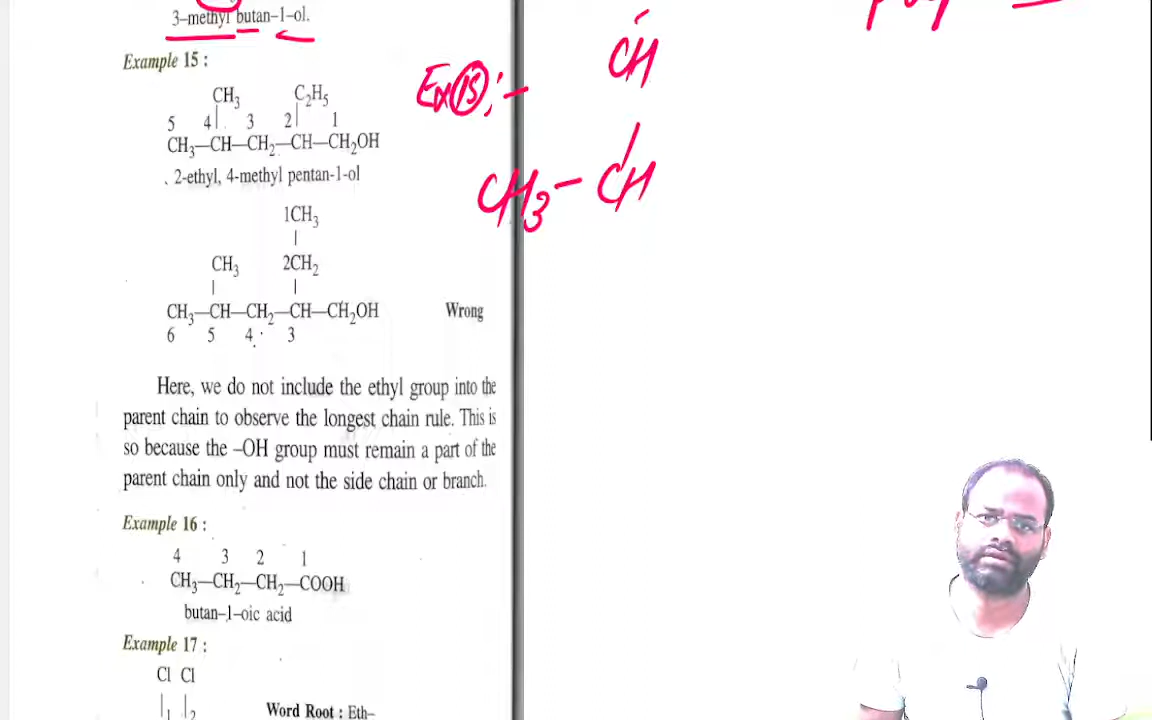 3–methyl butan–1–ol.
Example 15 :
CH3 C2H5
5 4 3 2 1
CH3—CH—CH2—CH—CH2OH
2-ethyl, 4-methyl pentan-1-ol
1CH3
CH3 2CH2
CH3—CH—CH2—CH—CH2OH Wrong
6 5 4 3
Here, we do not include the ethyl group into the
parent chain to observe the longest chain rule. This is
so because the –OH group must remain a part of the
parent chain only and not the side chain or branch.
Example 16 :
4 3 2 1
CH3—CH2—CH2—COOH
butan–1–oic acid
Example 17 :
Cl Cl
1 2
Word Root : Eth–
CH
Ex 15 :-
CH3 - CH